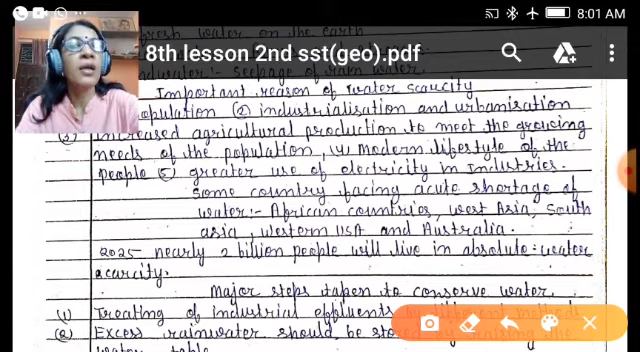 8:01 AM
8th lesson 2nd sst(geo).pdf
fresh water on the earth
seepage of rain water.
Important reason of water scaucity
opulation (2) industrialisation and urbanisation
(3) increased agricultural production to meet the growing
needs of the population, (4) modern lifestyle of the
people (5) greater use of electricity in Industries.
Some country facing acute shortage of
water:- African countries, west Asia, South
asia, western USA and Australia.
2025 nearly 2 billion people will live in absolute water
scarcity.
Major steps taken to conserve water.
(1) Treating of industrial effluents
(2) Excess rainwater should be
water table